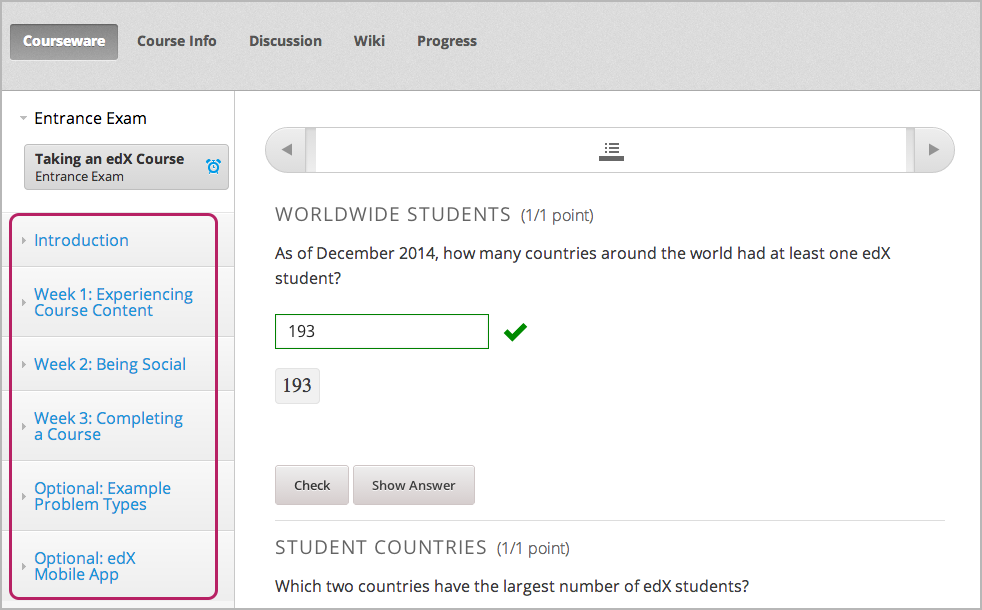 Courseware Course Info Discussion Wiki Progress
Entrance Exam
Taking an edX Course
Entrance Exam
Introduction
Week 1: Experiencing
Course Content
Week 2: Being Social
Week 3: Completing
a Course
Optional: Example
Problem Types
Optional: edX
Mobile App
WORLDWIDE STUDENTS (1/1 point)
As of December 2014, how many countries around the world had at least one edX
student?
193
193
Check Show Answer
STUDENT COUNTRIES (1/1 point)
Which two countries have the largest number of edX students?